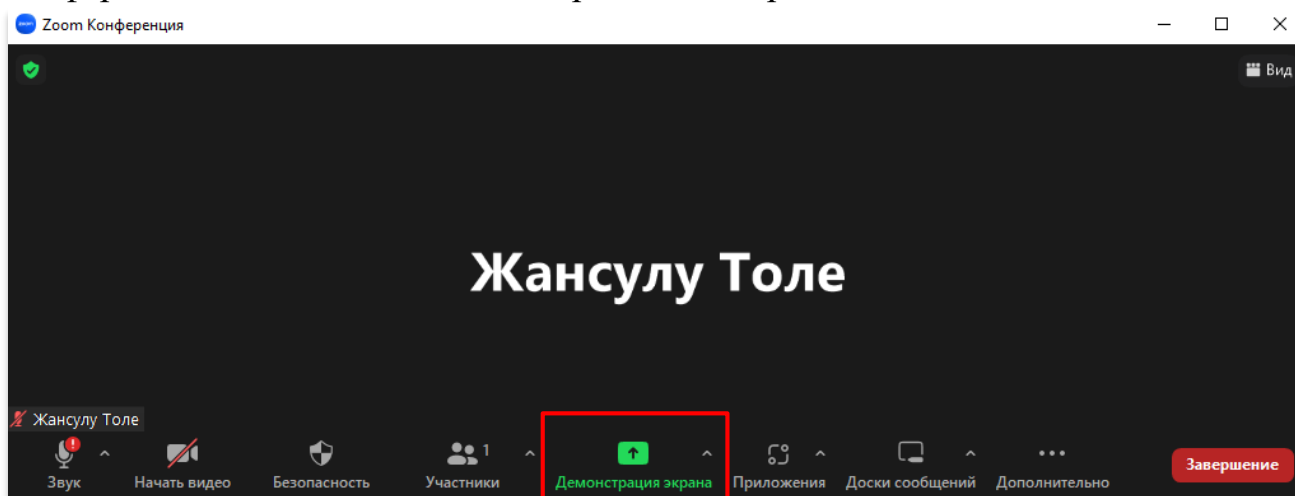 Zoom Конференция
Вид
Жансулу Толе
Жансулу Толе
1
Звук Начать видео Безопасность Участники Демонстрация экрана Приложения Доски сообщений Дополнительно Завершение